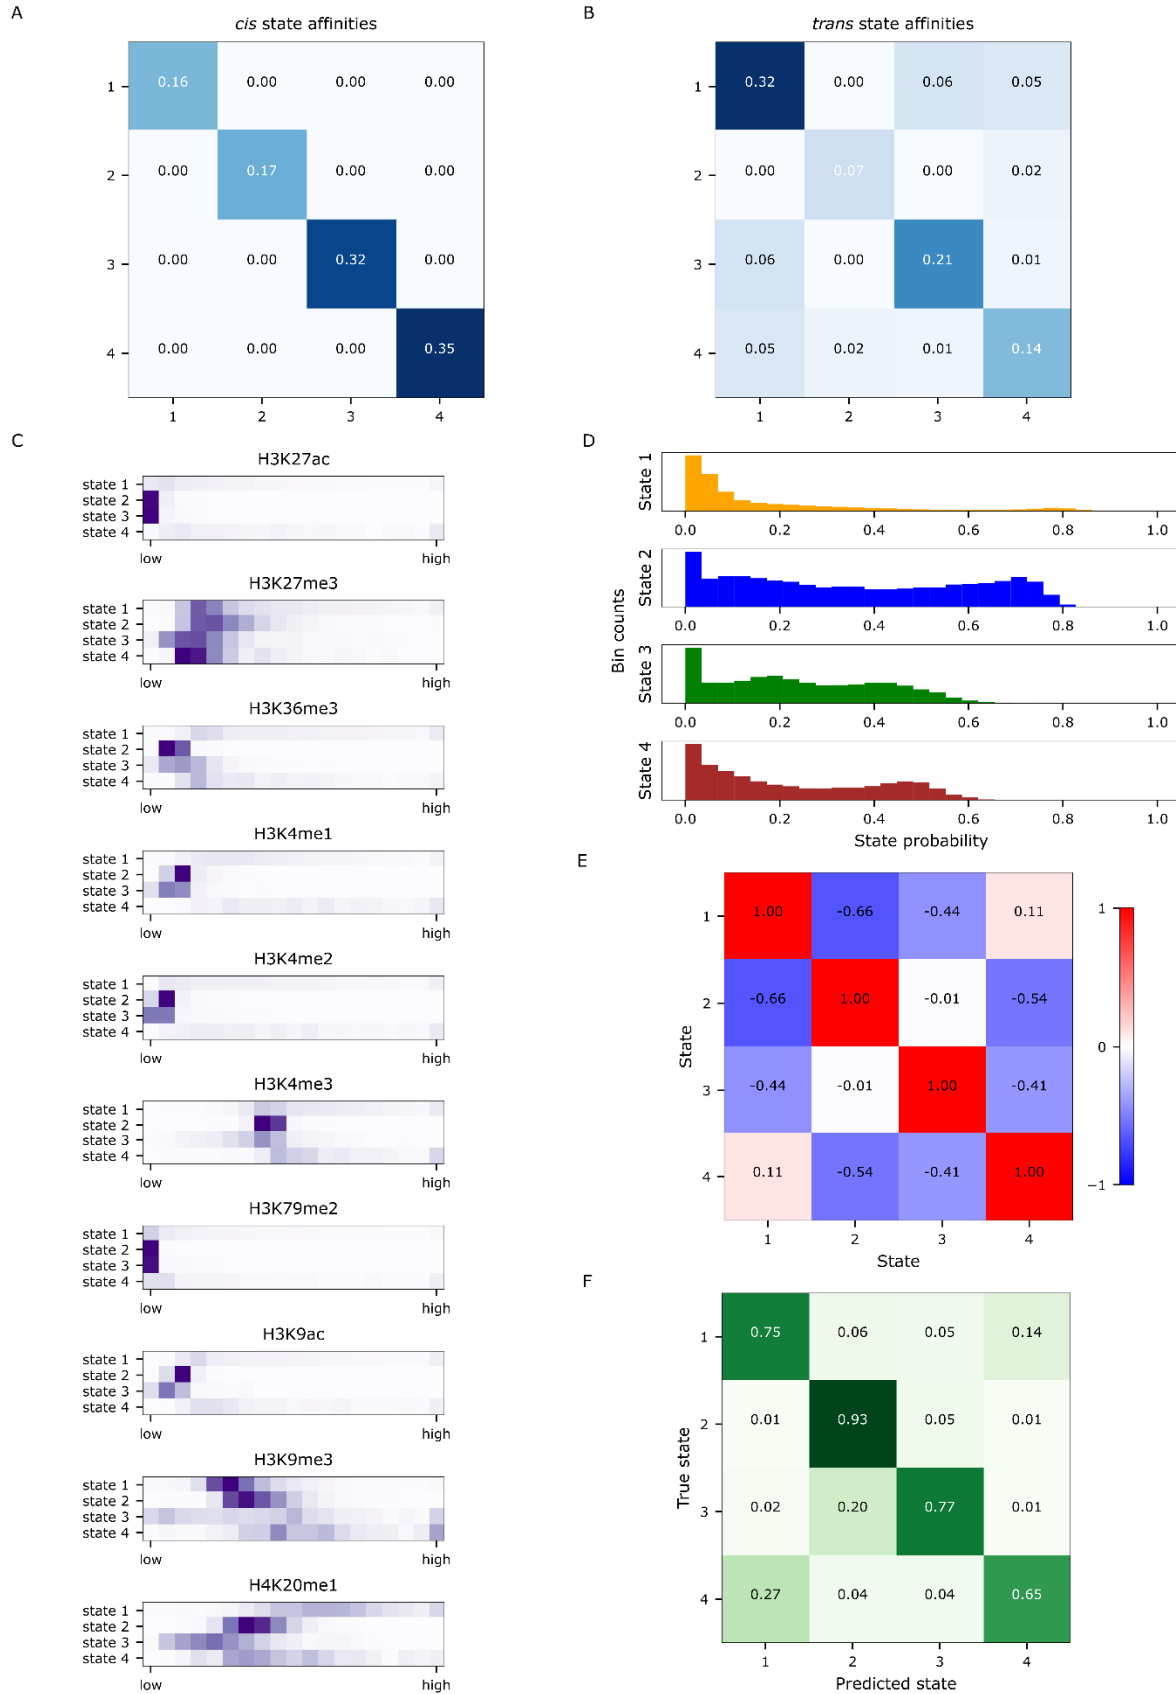 A
cis state affinities
1 0.16 0.00 0.00 0.00
2 0.00 0.17 0.00 0.00
3 0.00 0.00 0.32 0.00
4 0.00 0.00 0.00 0.35
1 2 3 4
B
trans state affinities
1 0.32 0.00 0.06 0.05
2 0.00 0.07 0.00 0.02
3 0.06 0.00 0.21 0.01
4 0.05 0.02 0.01 0.14
1 2 3 4
C
H3K27ac
state 1
state 2
state 3
state 4
low high
H3K27me3
state 1
state 2
state 3
state 4
low high
H3K36me3
state 1
state 2
state 3
state 4
low high
H3K4me1
state 1
state 2
state 3
state 4
low high
H3K4me2
state 1
state 2
state 3
state 4
low high
H3K4me3
state 1
state 2
state 3
state 4
low high
H3K79me2
state 1
state 2
state 3
state 4
low high
H3K9ac
state 1
state 2
state 3
state 4
low high
H3K9me3
state 1
state 2
state 3
state 4
low high
H4K20me1
state 1
state 2
state 3
state 4
low high
D
Bin counts
State 1
0.0 0.2 0.4 0.6 0.8 1.0
State 2
0.0 0.2 0.4 0.6 0.8 1.0
State 3
0.0 0.2 0.4 0.6 0.8 1.0
State 4
0.0 0.2 0.4 0.6 0.8 1.0
State probability
E
State
1 1.00 -0.66 -0.44 0.11
2 -0.66 1.00 -0.01 -0.54
3 -0.44 -0.01 1.00 -0.41
4 0.11 -0.54 -0.41 1.00
1 2 3 4
State
1
0
−1
F
True state
1 0.75 0.06 0.05 0.14
2 0.01 0.93 0.05 0.01
3 0.02 0.20 0.77 0.01
4 0.27 0.04 0.04 0.65
1 2 3 4
Predicted state